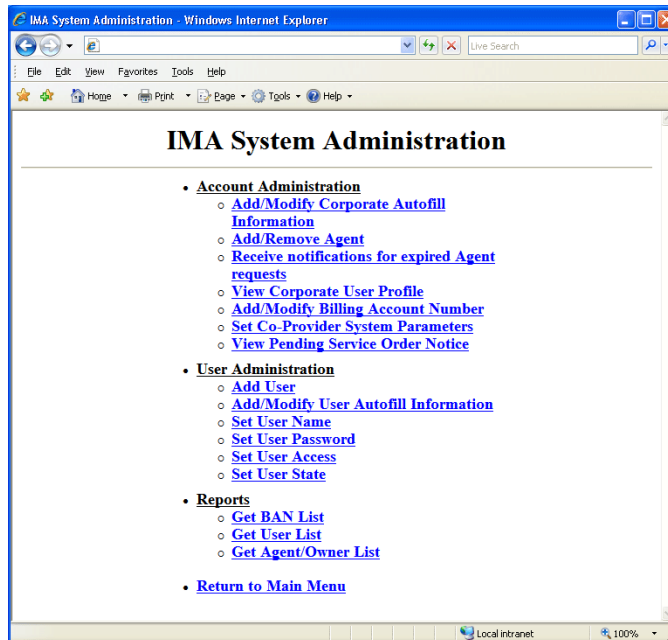 IMA System Administration - Windows Internet Explorer
Live Search
File Edit View Favorites Tools Help
Home Print Page Tools Help
IMA System Administration
Account Administration
Add/Modify Corporate Autofill
Information
Add/Remove Agent
Receive notifications for expired Agent
requests
View Corporate User Profile
Add/Modify Billing Account Number
Set Co-Provider System Parameters
View Pending Service Order Notice
User Administration
Add User
Add/Modify User Autofill Information
Set User Name
Set User Password
Set User Access
Set User State
Reports
Get BAN List
Get User List
Get Agent/Owner List
Return to Main Menu
Local intranet 100%